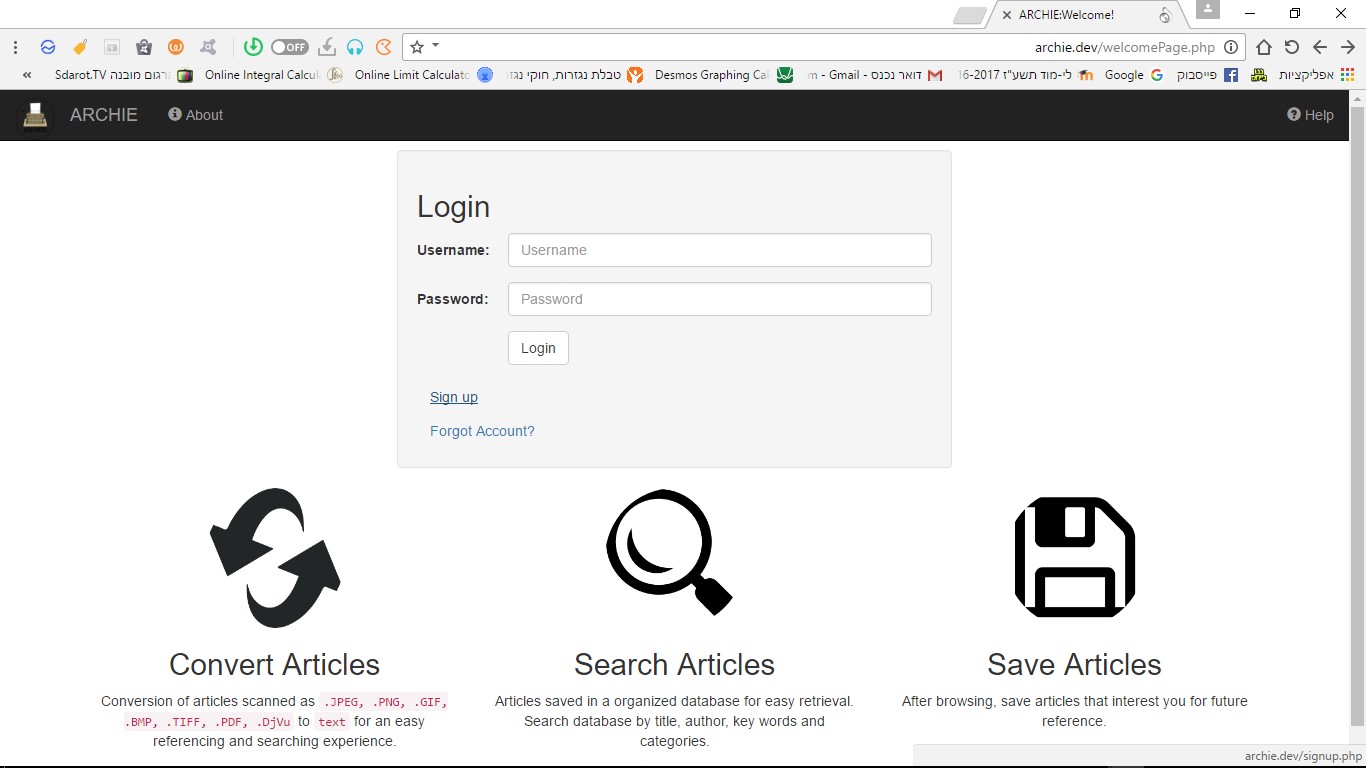 ARCHIE:Welcome!
OFF
archie.dev/welcomePage.php
«
Sdarot.TV
תרגום מובנה
Online Integral Calcul
Online Limit Calculato
טבלת נגזרות, חוקי נגז
Desmos Graphing Cal
דואר נכנס - Gmail - m
לי-מוד תשע"ז 16-2017
Google
פייסבוק
אפליקציות
ARCHIE
About
Help
Login
Username:
Username
Password:
Password
Login
Sign up
Forgot Account?
Convert Articles
Conversion of articles scanned as .JPEG, .PNG, .GIF,
.BMP, .TIFF, .PDF, .DjVu to text for an easy
referencing and searching experience.
Search Articles
Articles saved in a organized database for easy retrieval.
Search database by title, author, key words and
categories.
Save Articles
After browsing, save articles that interest you for future
reference.
archie.dev/signup.php